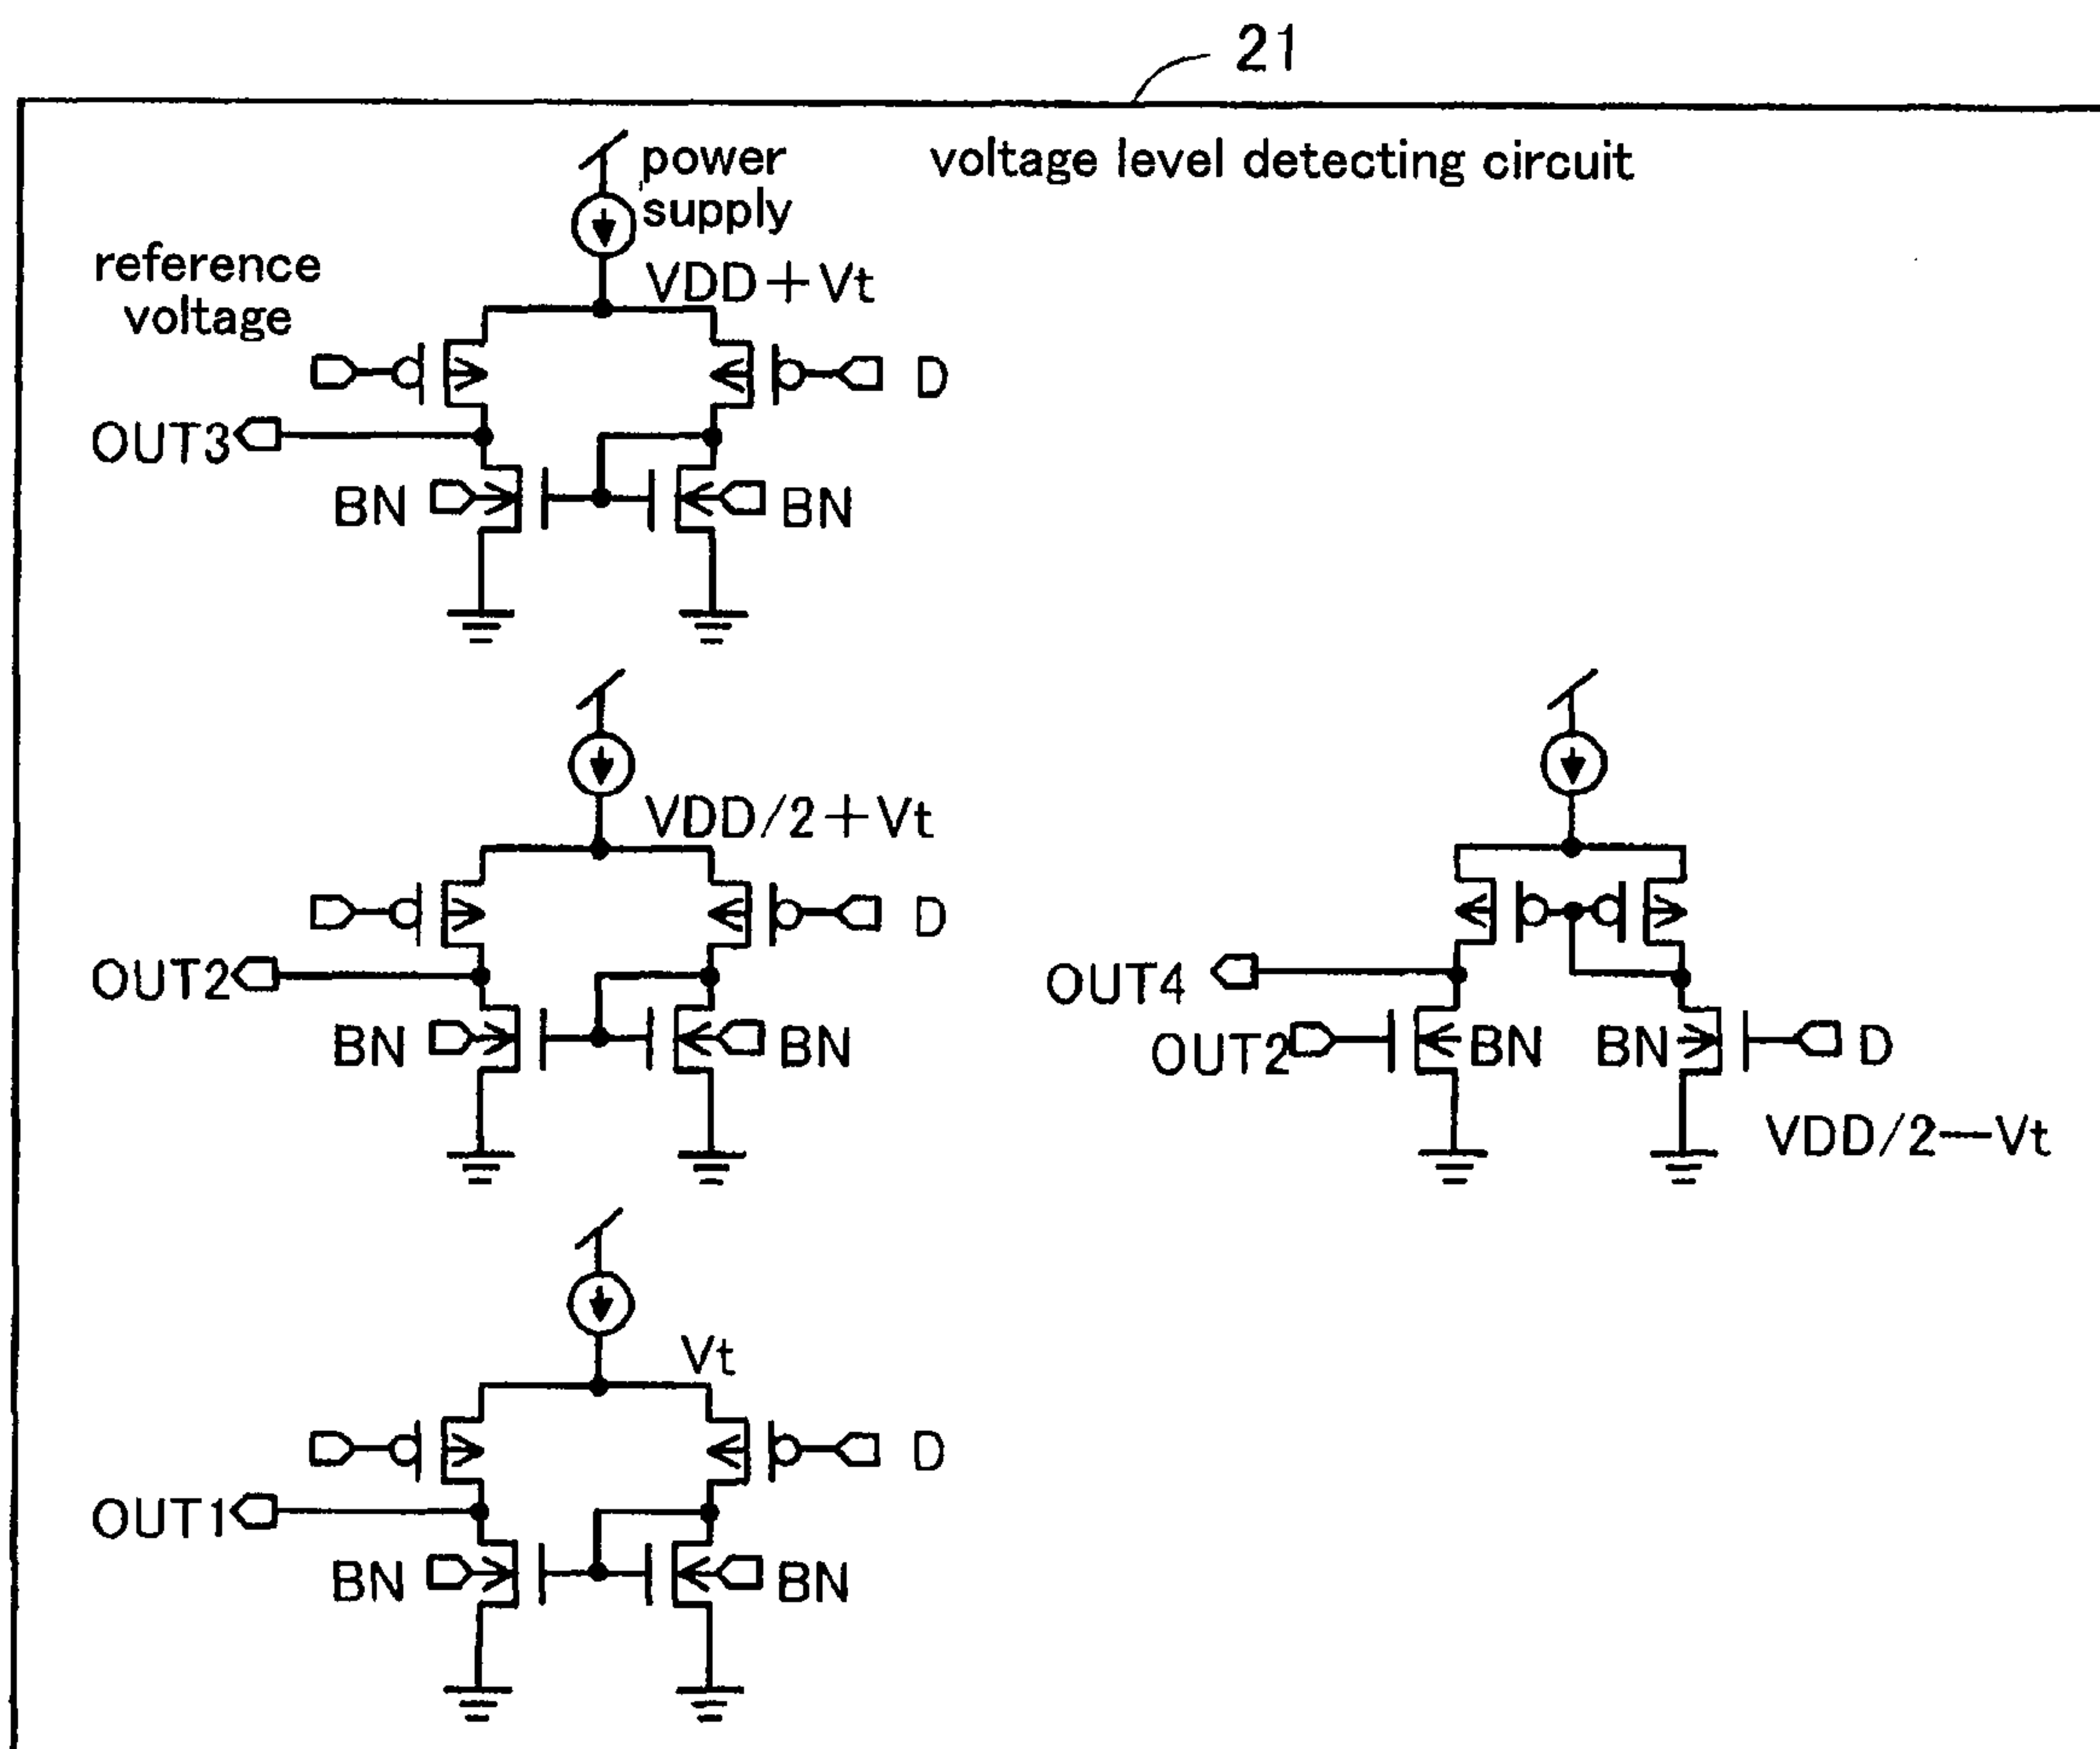 21
voltage level detecting circuit
power
supply
reference
voltage
VDD+Vt
D
OUT3
BN
BN
VDD/2+Vt
D
OUT2
BN
BN
OUT4
OUT2
BN
BN
D
VDD/2—Vt
Vt
D
OUT1
BN
BN